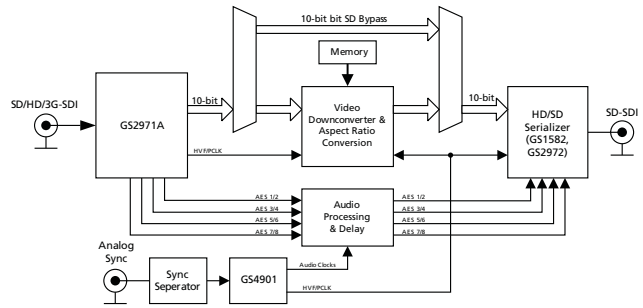 10-bit bit SD Bypass
Memory
SD/HD/3G-SDI
GS2971A
10-bit
Video
Downconverter &
Aspect Ratio
Conversion
10-bit
HD/SD
Serializer
(GS1582,
GS2972)
SD-SDI
HVF/PCLK
AES 1/2
AES 3/4
AES 5/6
AES 7/8
Audio
Processing
& Delay
AES 1/2
AES 3/4
AES 5/6
AES 7/8
Analog
Sync
Sync
Seperator
GS4901
Audio Clocks
HVF/PCLK